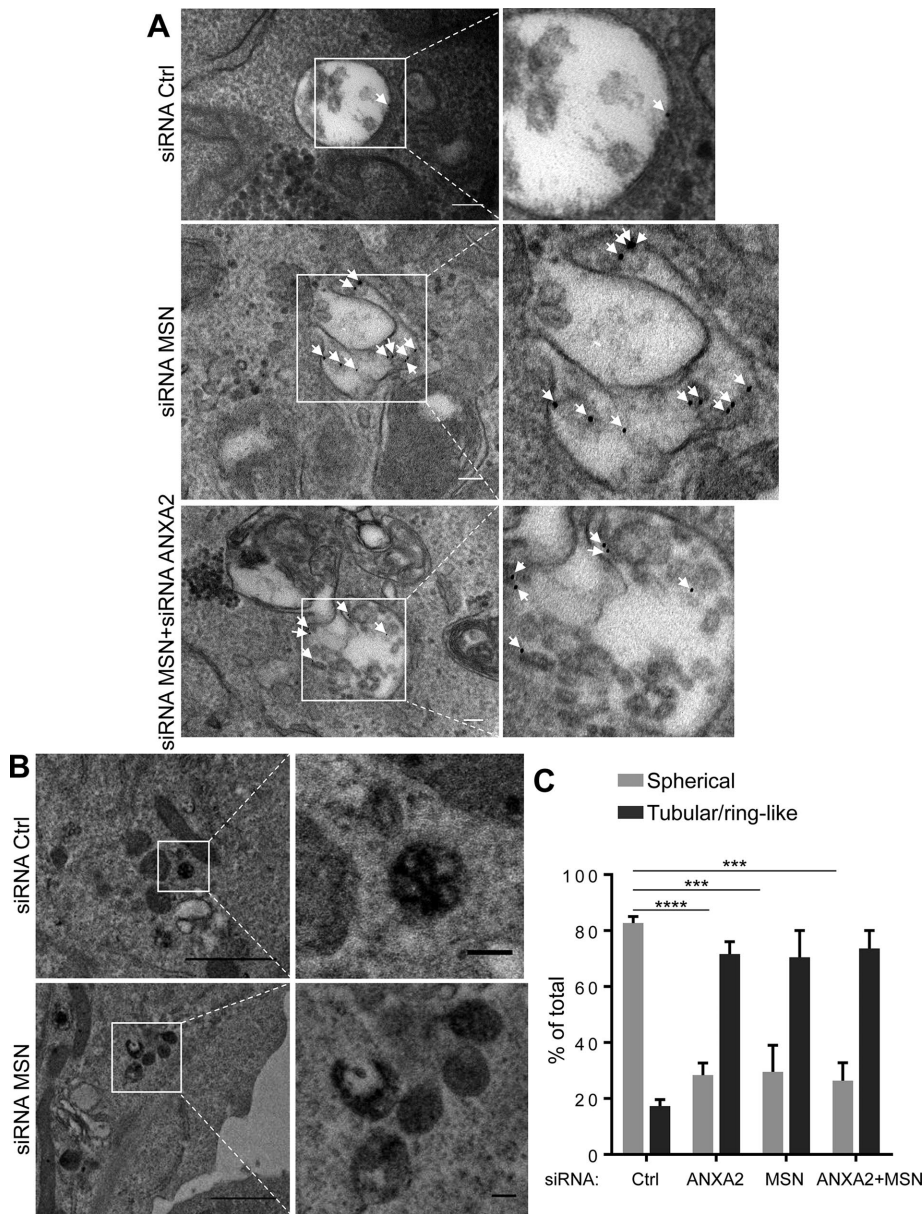 A
siRNA Ctrl
siRNA MSN
siRNA MSN+siRNA ANXA2
B
siRNA Ctrl
siRNA MSN
C
Spherical
Tubular/ring-like
***
***
****
100
80
60
40
20
0
% of total
siRNA: Ctrl ANXA2 MSN ANXA2+MSN